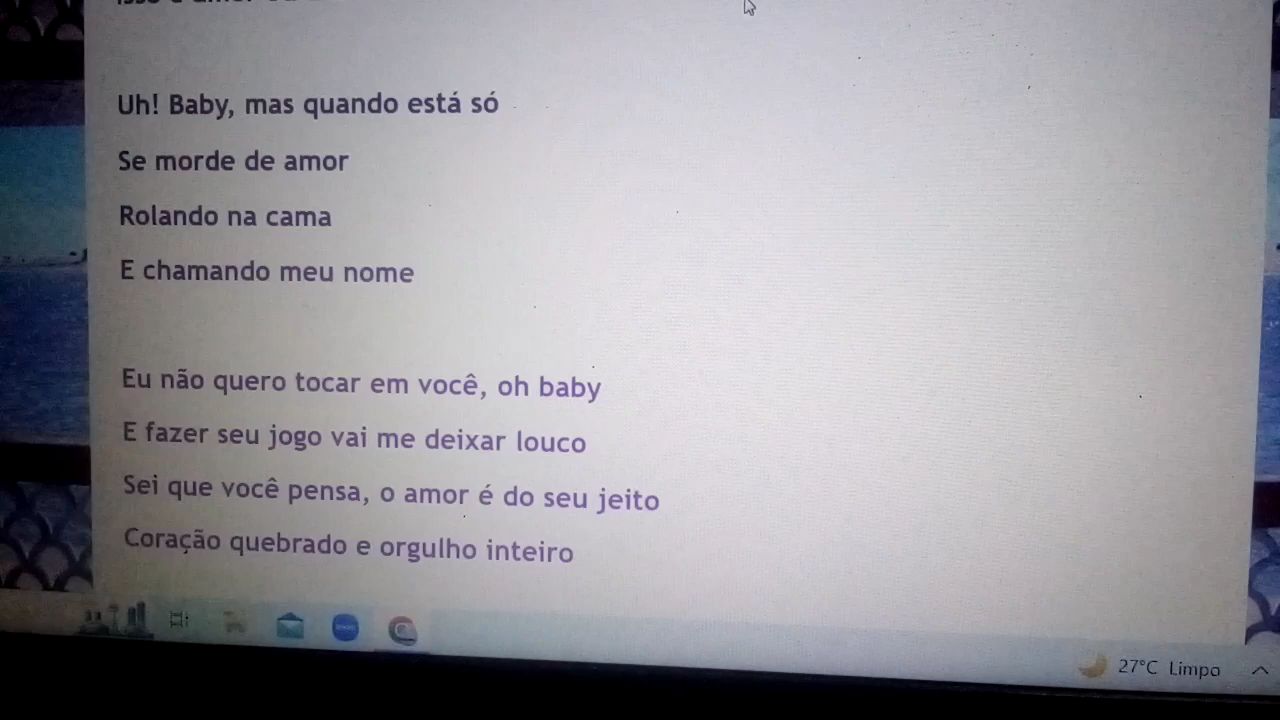 Uh! Baby, mas quando está só
Se morde de amor
Rolando na cama
E chamando meu nome
Eu não quero tocar em você, oh baby
E fazer seu jogo vai me deixar louco
Sei que você pensa, o amor é do seu jeito
Coração quebrado e orgulho inteiro
27°C Limpo